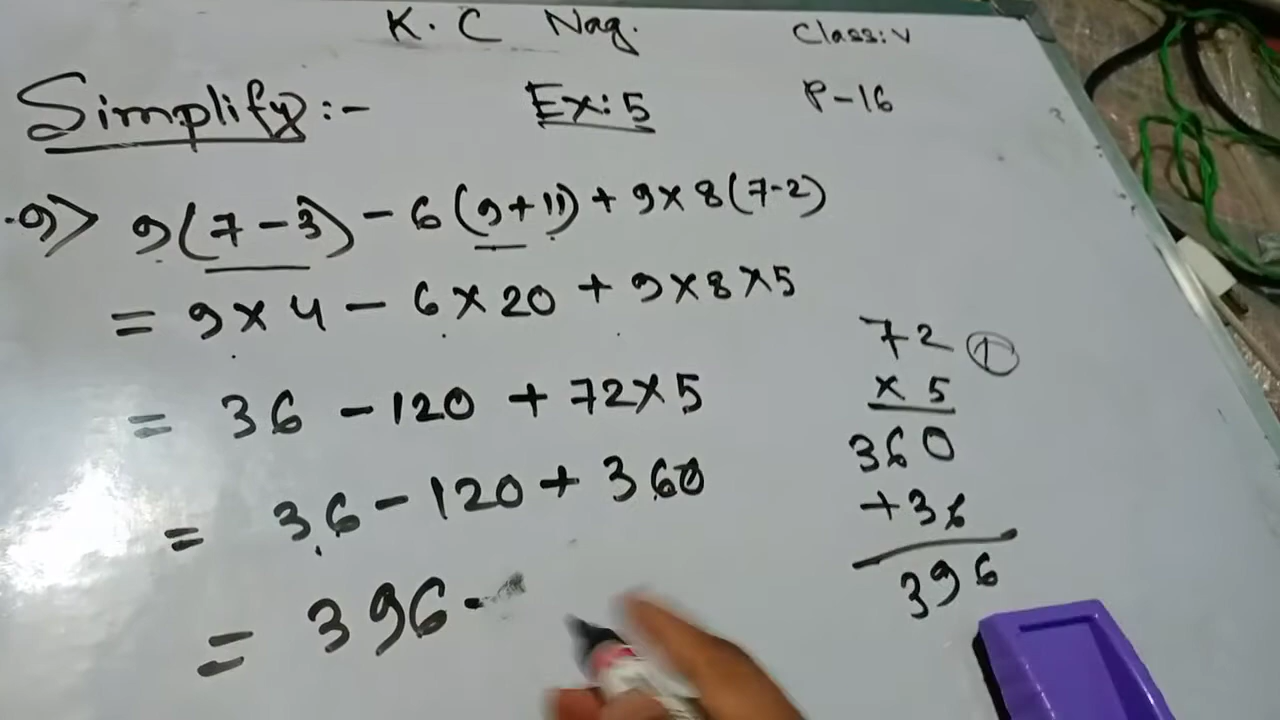 K. C Nag.
Class: V
Simplify:-
Ex: 5
P-16
9> 9(7-3) - 6(9+11) + 9×8(7-2)
= 9×4 - 6×20 + 9×8×5
= 36 - 120 + 72×5
= 36 - 120 + 360
= 396 -
72 1
× 5
360
+36
396